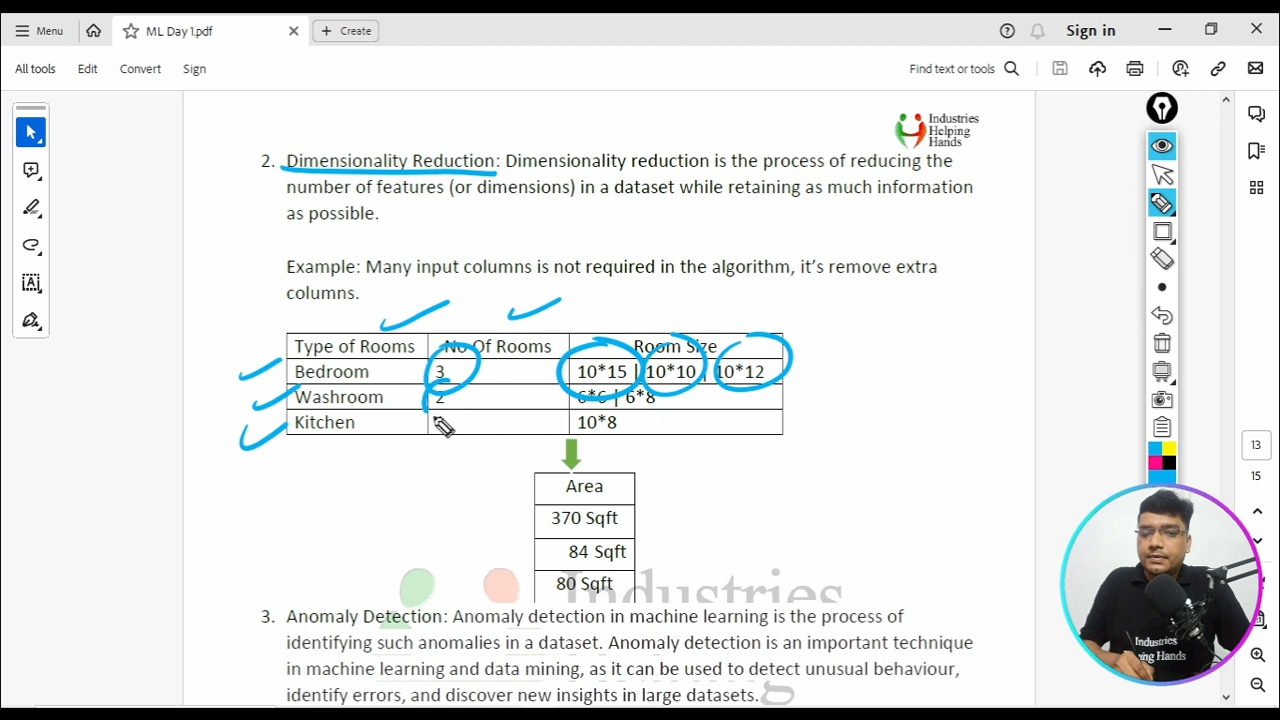 Menu
ML Day 1.pdf
Create
Sign in
All tools
Edit
Convert
Sign
Find text or tools
Industries
Helping
Hands
2. Dimensionality Reduction: Dimensionality reduction is the process of reducing the
number of features (or dimensions) in a dataset while retaining as much information
as possible.
Example: Many input columns is not required in the algorithm, it's remove extra
columns.
Type of Rooms No Of Rooms Room Size
Bedroom 3 10*15 | 10*10 | 10*12
Washroom 2 6*6 | 6*8
Kitchen 10*8
Area
370 Sqft
84 Sqft
80 Sqft
Industries
3. Anomaly Detection: Anomaly detection in machine learning is the process of
identifying such anomalies in a dataset. Anomaly detection is an important technique
in machine learning and data mining, as it can be used to detect unusual behaviour,
identify errors, and discover new insights in large datasets.
13
15
Industries
Hands